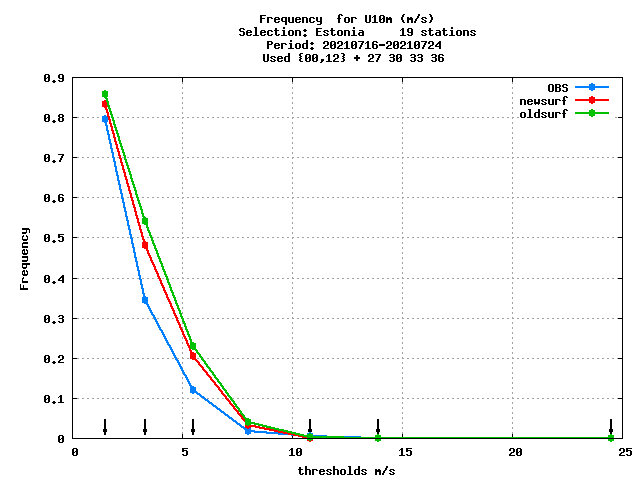 Frequency  for U10m (m/s)
Selection: Estonia     19 stations
Period: 20210716-20210724
Used {00,12} + 27 30 33 36
OBS
newsurf
oldsurf
0.9
0.8
0.7
0.6
0.5
0.4
0.3
0.2
0.1
0
Frequency
0 5 10 15 20 25
thresholds m/s